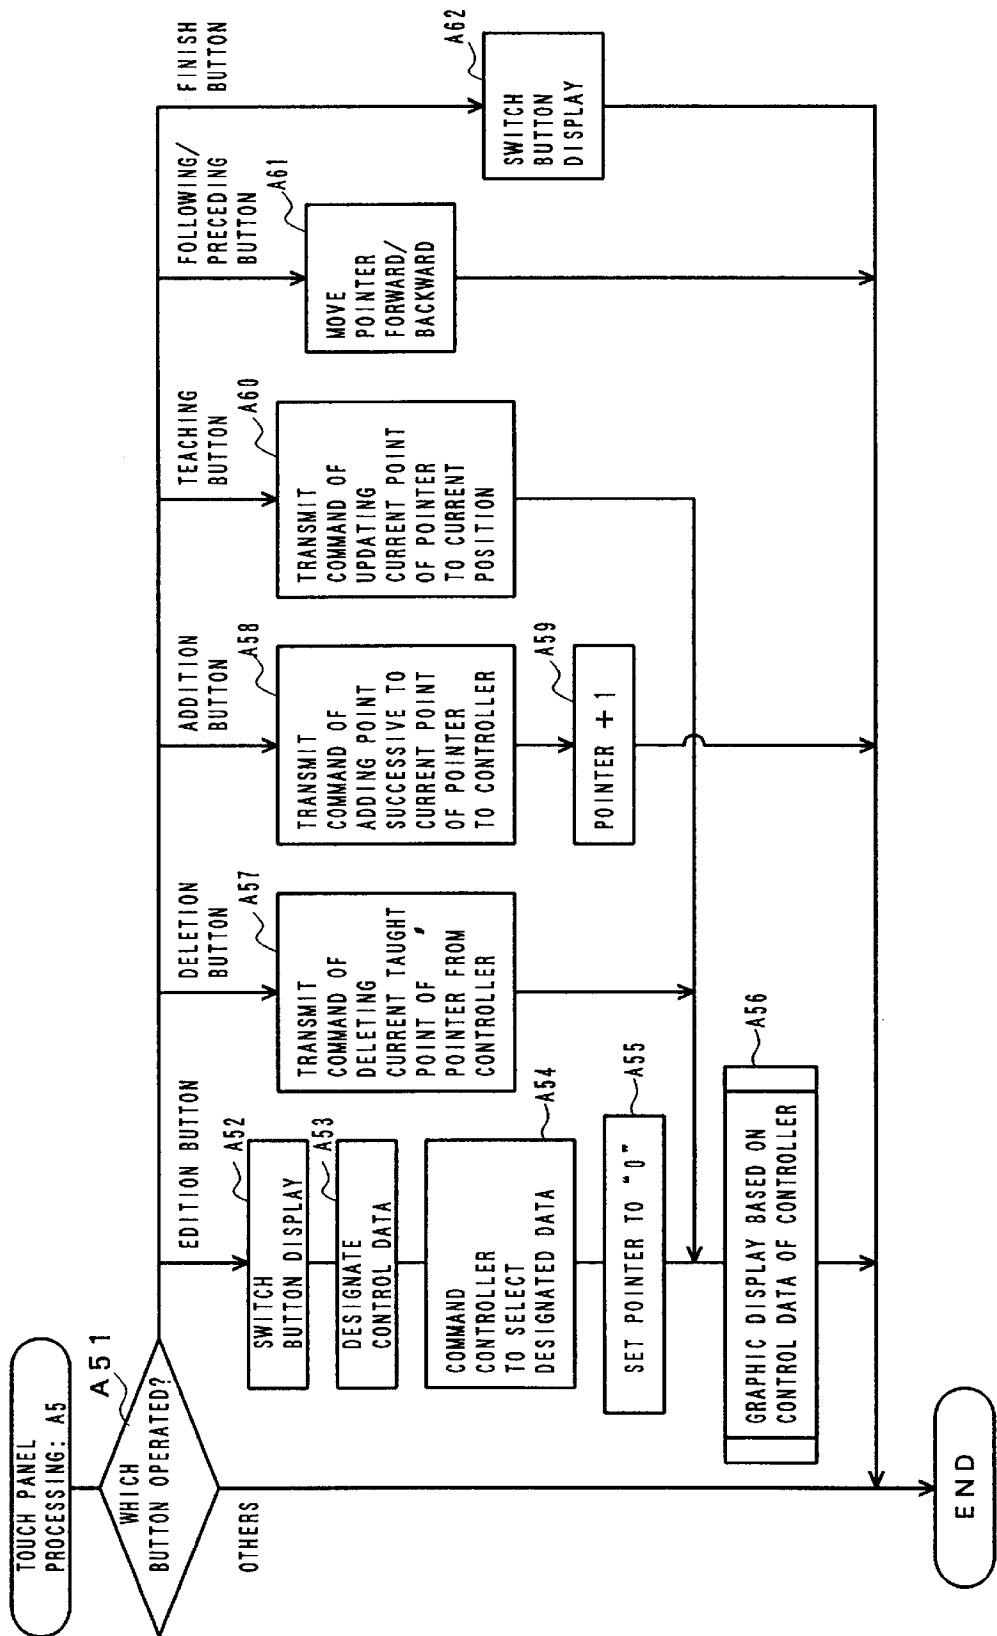 TOUCH PANEL
PROCESSING: A5
A51
WHICH
BUTTON OPERATED?
OTHERS
EDITION BUTTON
A52
SWITCH
BUTTON DISPLAY
A53
DESIGNATE
CONTROL DATA
A54
COMMAND
CONTROLLER
TO SELECT
DESIGNATED DATA
A55
SET POINTER TO "0"
A56
GRAPHIC DISPLAY BASED ON
CONTROL DATA OF CONTROLLER
DELETION
BUTTON
A57
TRANSMIT
COMMAND OF
DELETING
CURRENT TAUGHT
POINT OF
POINTER FROM
CONTROLLER
ADDITION
BUTTON
A58
TRANSMIT
COMMAND OF
ADDING POINT
SUCCESSIVE TO
CURRENT POINT
OF POINTER
TO CONTROLLER
A59
POINTER +1
TEACHING
BUTTON
A60
TRANSMIT
COMMAND OF
UPDATING
CURRENT POINT
OF POINTER
TO CURRENT
POSITION
FOLLOWING/
PRECEDING
BUTTON
A61
MOVE
POINTER
FORWARD/
BACKWARD
FINISH
BUTTON
A62
SWITCH
BUTTON
DISPLAY
END